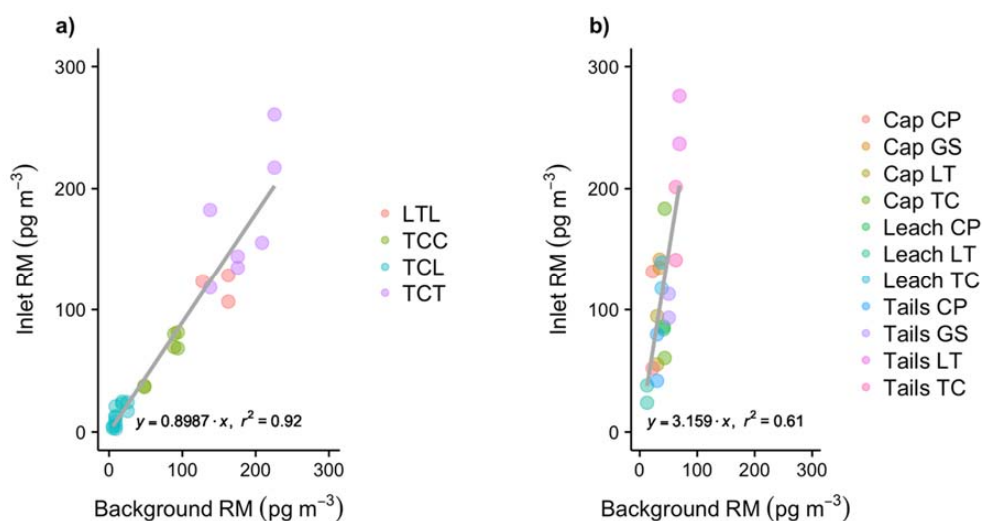 a)
Inlet RM (pg m⁻³)
300
200
100
0
y=0.8987·x, r²=0.92
0 100 200 300
Background RM (pg m⁻³)
LTL
TCC
TCL
TCT
b)
Inlet RM (pg m⁻³)
300
200
100
0
y=3.159·x, r²=0.61
0 100 200 300
Background RM (pg m⁻³)
Cap CP
Cap GS
Cap LT
Cap TC
Leach CP
Leach LT
Leach TC
Tails CP
Tails GS
Tails LT
Tails TC